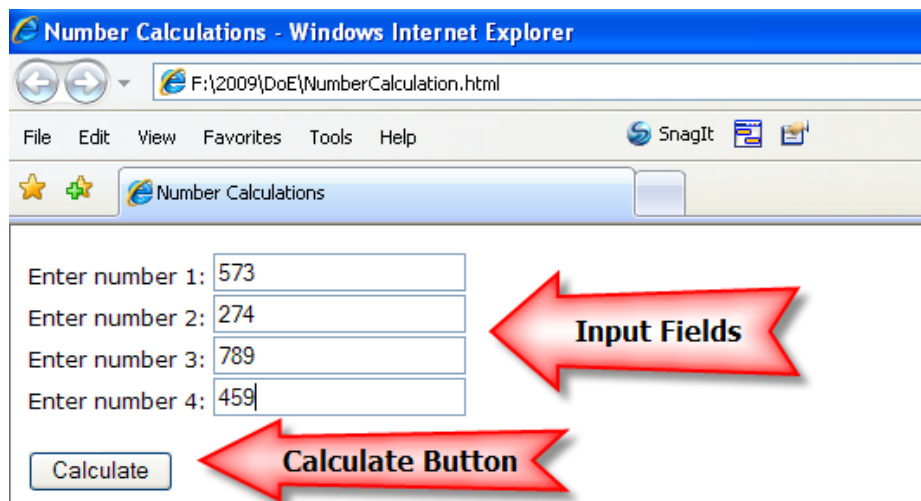 Number Calculations - Windows Internet Explorer
F:\2009\DoE\NumberCalculation.html
File Edit View Favorites Tools Help SnagIt
Number Calculations
Enter number 1: 573
Enter number 2: 274
Enter number 3: 789
Enter number 4: 459
Input Fields
Calculate
Calculate Button